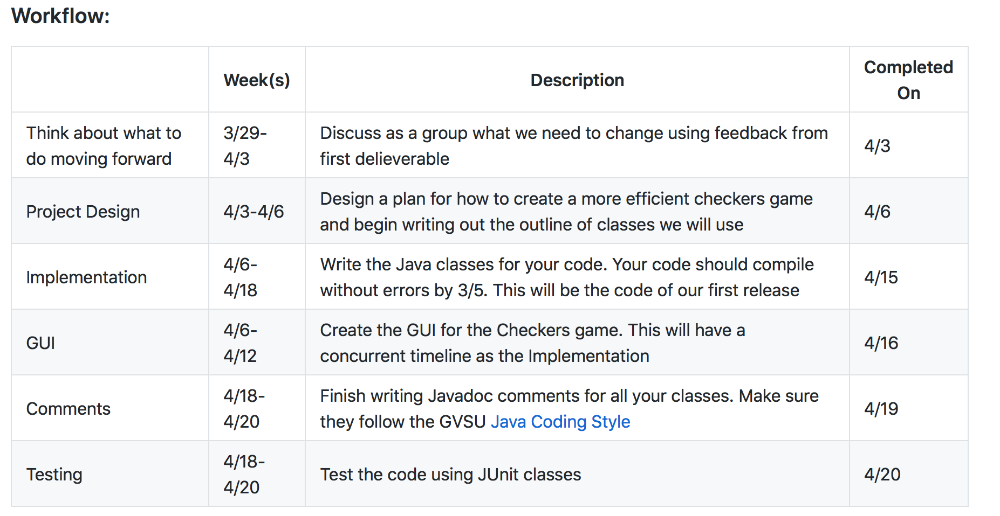 Workflow:
Week(s)
Description
Completed
On
Think about what to
do moving forward
3/29-
4/3
Discuss as a group what we need to change using feedback from
first delieverable
4/3
Project Design
4/3-4/6
Design a plan for how to create a more efficient checkers game
and begin writing out the outline of classes we will use
4/6
Implementation
4/6-
4/18
Write the Java classes for your code. Your code should compile
without errors by 3/5. This will be the code of our first release
4/15
GUI
4/6-
4/12
Create the GUI for the Checkers game. This will have a
concurrent timeline as the Implementation
4/16
Comments
4/18-
4/20
Finish writing Javadoc comments for all your classes. Make sure
they follow the GVSU Java Coding Style
4/19
Testing
4/18-
4/20
Test the code using JUnit classes
4/20